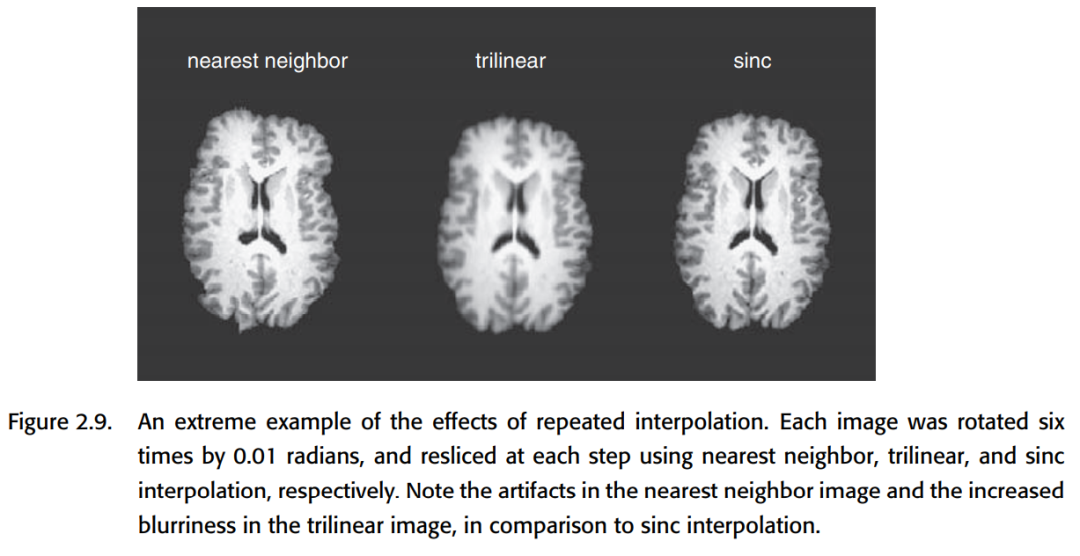 nearest neighbor trilinear sinc
Figure 2.9. An extreme example of the effects of repeated interpolation. Each image was rotated six
times by 0.01 radians, and resliced at each step using nearest neighbor, trilinear, and sinc
interpolation, respectively. Note the artifacts in the nearest neighbor image and the increased
blurriness in the trilinear image, in comparison to sinc interpolation.